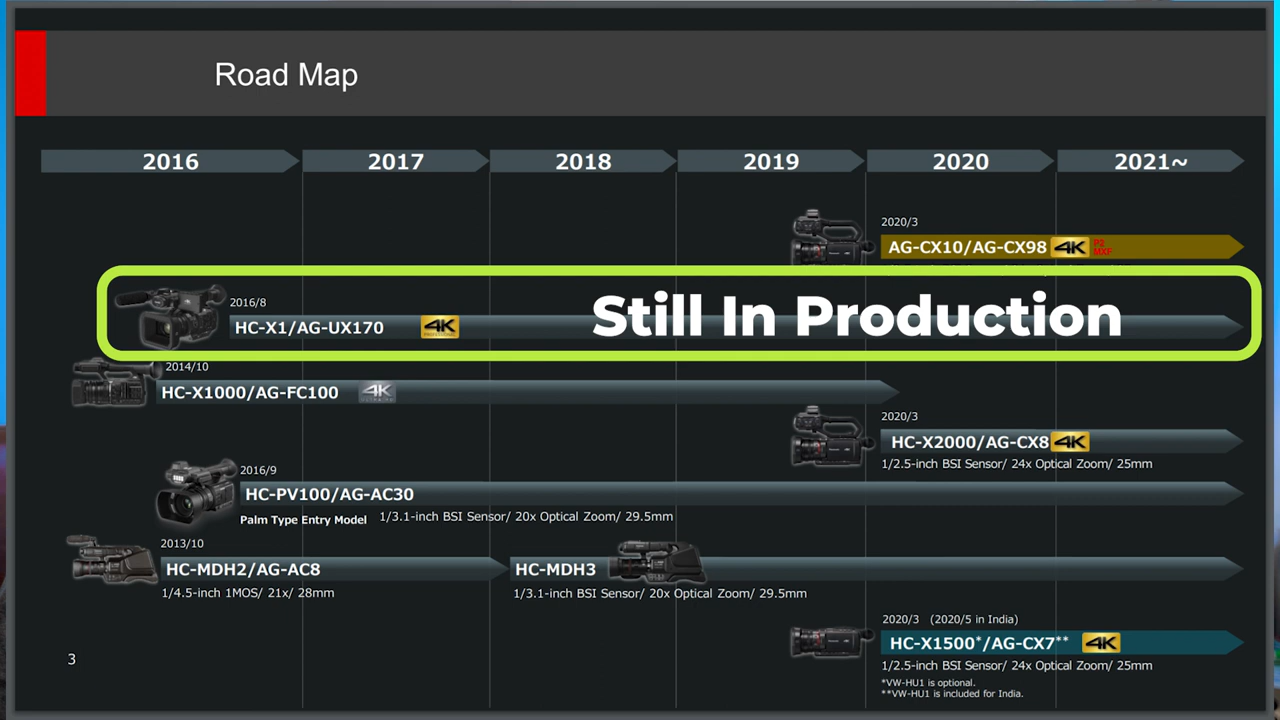 Road Map
2016 2017 2018 2019 2020 2021~
2020/3
AG-CX10/AG-CX98 4K P2 MXF
2016/8
HC-X1/AG-UX170 4K
Still In Production
2014/10
HC-X1000/AG-FC100 4K
2020/3
HC-X2000/AG-CX8 4K
1/2.5-inch BSI Sensor/ 24x Optical Zoom/ 25mm
2016/9
HC-PV100/AG-AC30
Palm Type Entry Model 1/3.1-inch BSI Sensor/ 20x Optical Zoom/ 29.5mm
2013/10
HC-MDH2/AG-AC8 HC-MDH3
1/4.5-inch 1MOS/ 21x/ 28mm 1/3.1-inch BSI Sensor/ 20x Optical Zoom/ 29.5mm
2020/3 (2020/5 in India)
HC-X1500*/AG-CX7** 4K
1/2.5-inch BSI Sensor/ 24x Optical Zoom/ 25mm
*VW-HU1 is optional.
**VW-HU1 is included for India.
3